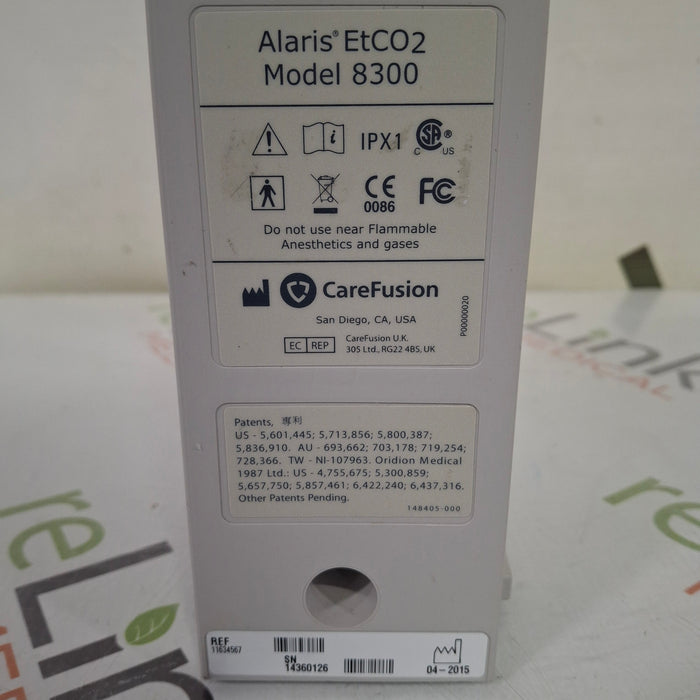 Alaris® EtCO2
Model 8300
IPX1
CSA ®
C US
CE
0086
FC
Do not use near Flammable
Anesthetics and gases
CareFusion
San Diego, CA, USA
EC REP
CareFusion U.K.
305 Ltd., RG22 4BS, UK
P00000020
Patents, 專利
US - 5,601,445; 5,713,856; 5,800,387;
5,836,910. AU - 693,662; 703,178; 719,254;
728,366. TW - NI-107963. Oridion Medical
1987 Ltd.: US - 4,755,675; 5,300,859;
5,657,750; 5,857,461; 6,422,240; 6,437,316.
Other Patents Pending.
148405-000
REF
11634567
SN
14360126
04-2015
reLink
MEDICAL
reLink